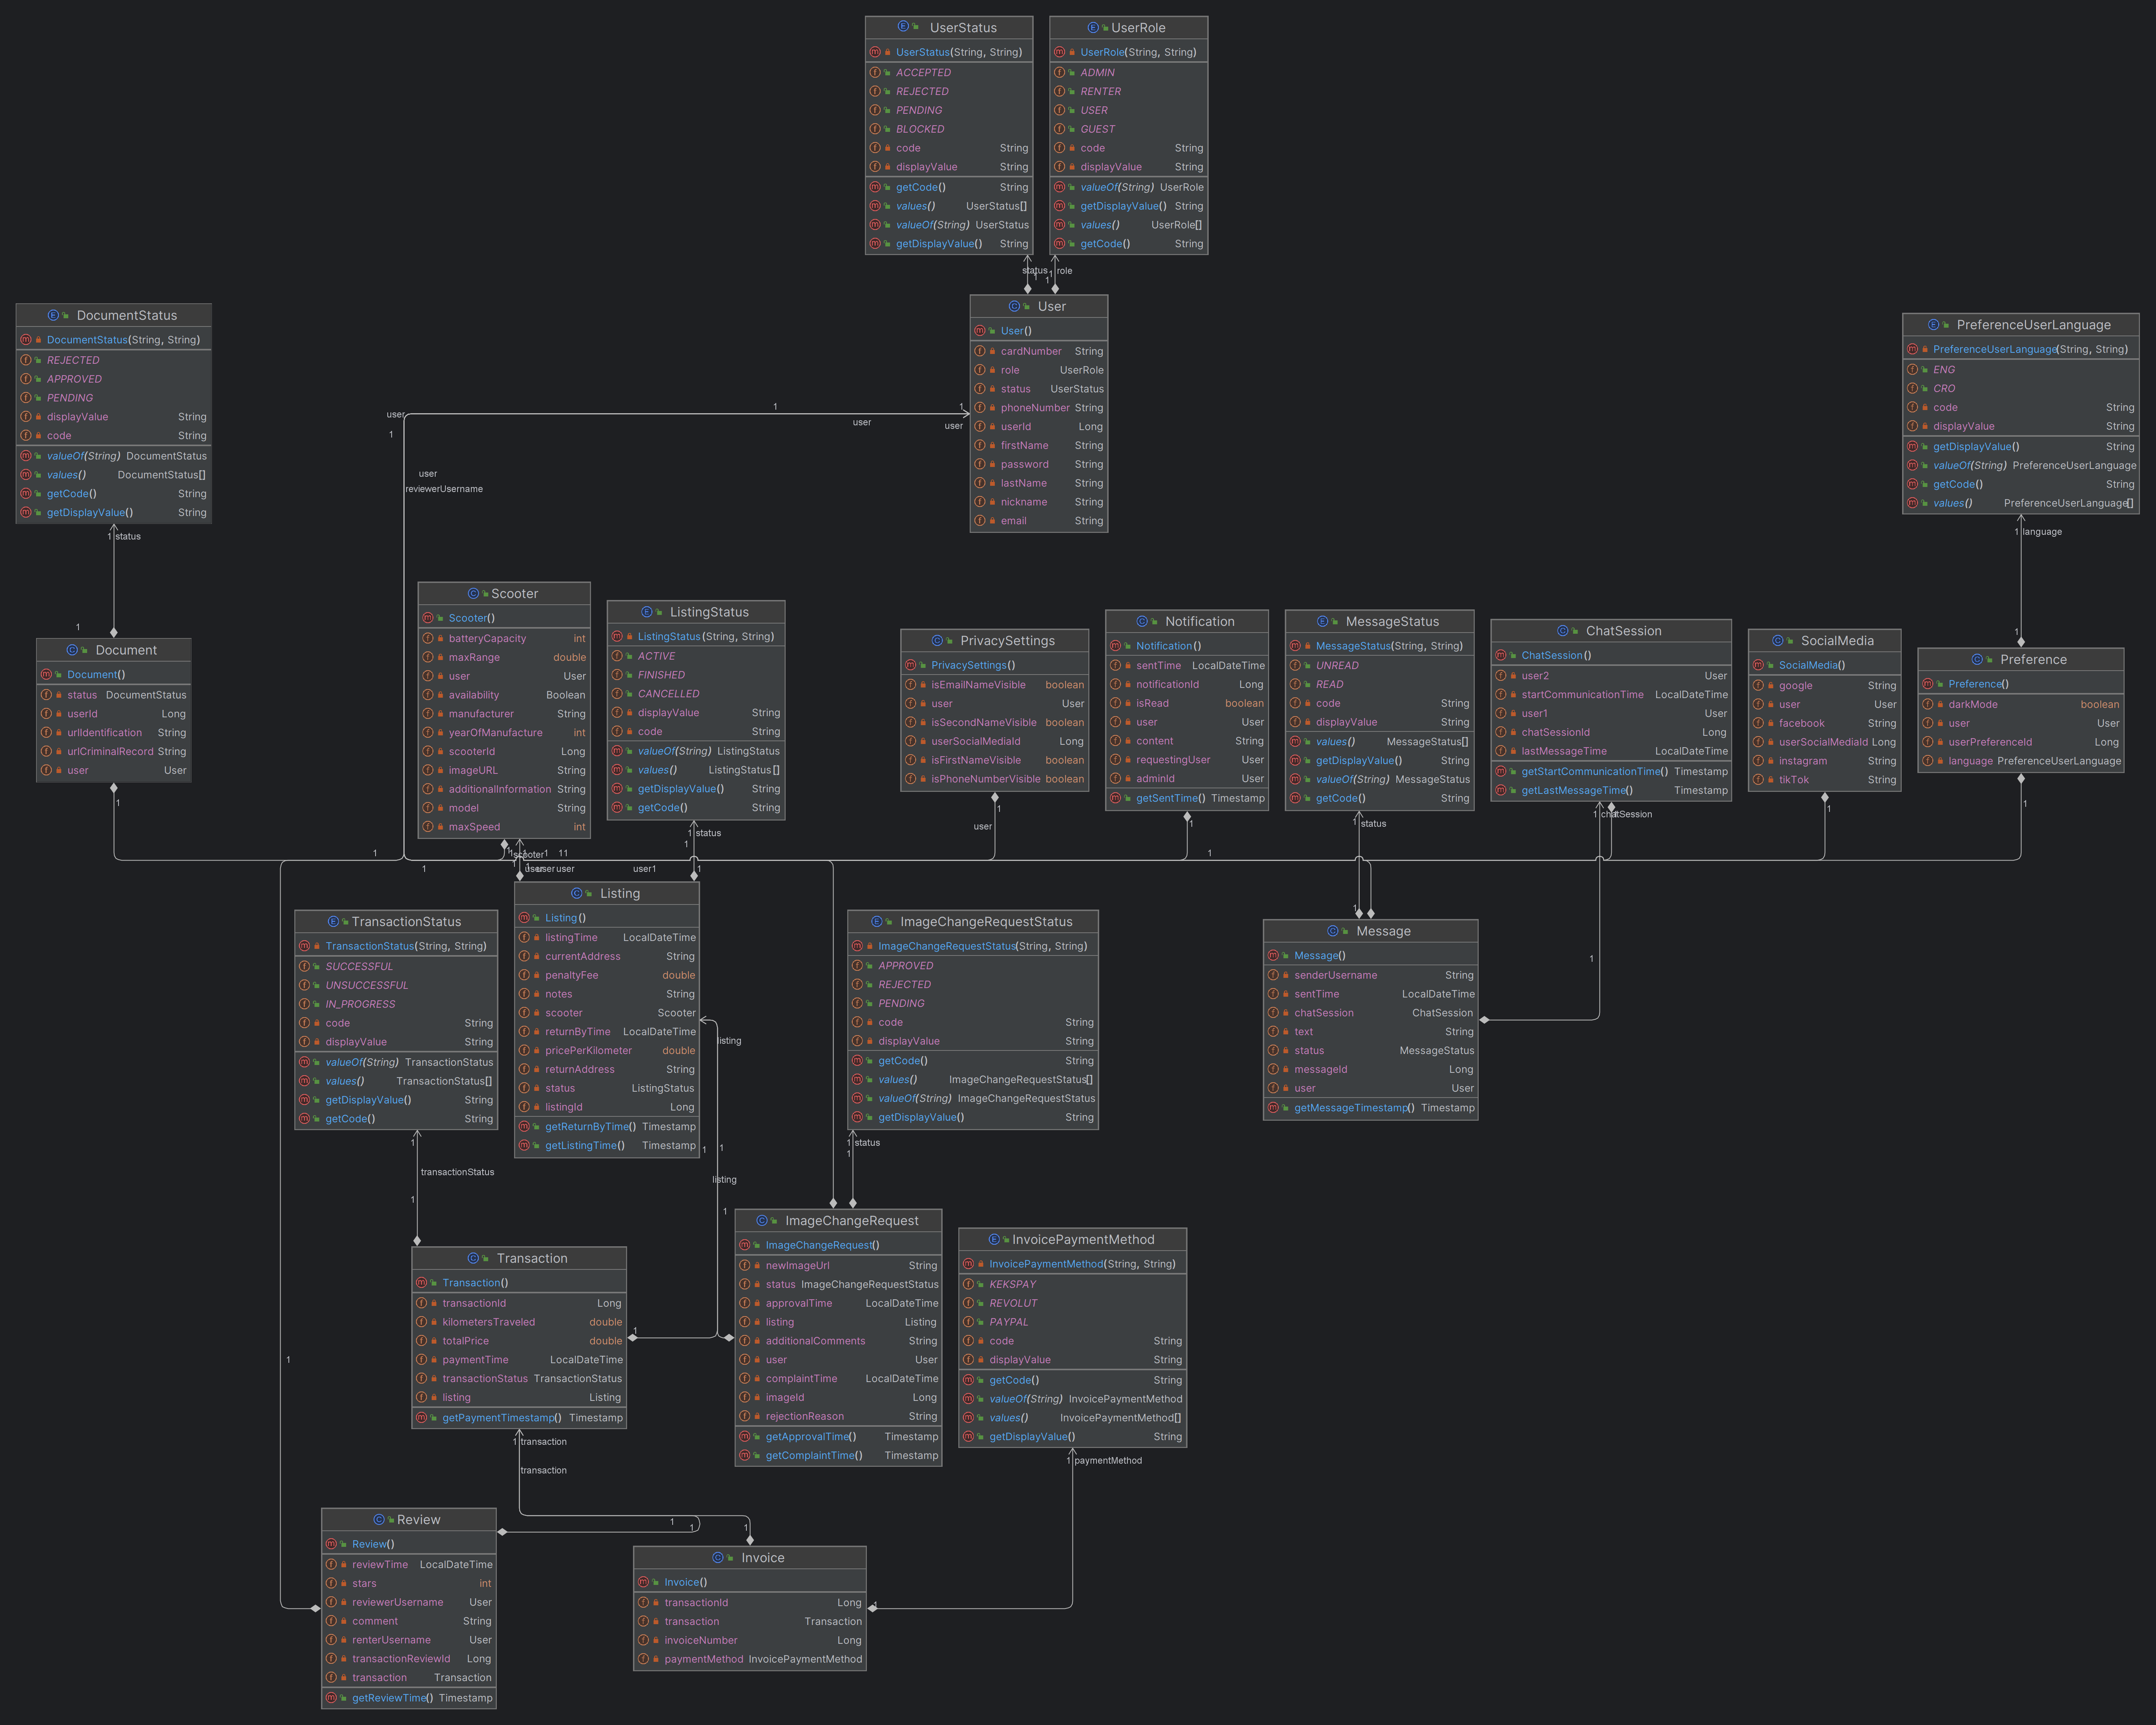 UserStatus
UserStatus(String, String)
ACCEPTED
REJECTED
PENDING
BLOCKED
code String
displayValue String
getCode() String
values() UserStatus[]
valueOf(String) UserStatus
getDisplayValue() String
UserRole
UserRole(String, String)
ADMIN
RENTER
USER
GUEST
code String
displayValue String
valueOf(String) UserRole
getDisplayValue() String
values() UserRole[]
getCode() String
status
1
1 role
1
User
User()
cardNumber String
role UserRole
status UserStatus
phoneNumber String
userId Long
firstName String
password String
lastName String
nickname String
email String
DocumentStatus
DocumentStatus(String, String)
REJECTED
APPROVED
PENDING
displayValue String
code String
valueOf(String) DocumentStatus
values() DocumentStatus[]
getCode() String
getDisplayValue() String
1 status
1
PreferenceUserLanguage
PreferenceUserLanguage(String, String)
ENG
CRO
code String
displayValue String
getDisplayValue() String
valueOf(String) PreferenceUserLanguage
getCode() String
values() PreferenceUserLanguage[]
1 language
1
user
1
1
1
user
user
user
reviewerUsername
Document
Document()
status DocumentStatus
userId Long
urlIdentification String
urlCriminalRecord String
user User
1
Scooter
Scooter()
batteryCapacity int
maxRange double
user User
availability Boolean
manufacturer String
yearOfManufacture int
scooterId Long
imageURL String
additionalInformation String
model String
maxSpeed int
ListingStatus
ListingStatus(String, String)
ACTIVE
FINISHED
CANCELLED
displayValue String
code String
valueOf(String) ListingStatus
values() ListingStatus[]
getDisplayValue() String
getCode() String
1 status
1
PrivacySettings
PrivacySettings()
isEmailNameVisible boolean
user User
isSecondNameVisible boolean
userSocialMediaId Long
isFirstNameVisible boolean
isPhoneNumberVisible boolean
1
user
Notification
Notification()
sentTime LocalDateTime
notificationId Long
isRead boolean
user User
content String
requestingUser User
adminId User
getSentTime() Timestamp
1
MessageStatus
MessageStatus(String, String)
UNREAD
READ
code String
displayValue String
values() MessageStatus[]
getDisplayValue() String
valueOf(String) MessageStatus
getCode() String
1 status
ChatSession
ChatSession()
user2 User
startCommunicationTime LocalDateTime
user1 User
chatSessionId Long
lastMessageTime LocalDateTime
getStartCommunicationTime() Timestamp
getLastMessageTime() Timestamp
1 chatSession
SocialMedia
SocialMedia()
google String
user User
facebook String
userSocialMediaId Long
instagram String
tikTok String
1
Preference
Preference()
darkMode boolean
user User
userPreferenceId Long
language PreferenceUserLanguage
1
1
1
scooter
11
1
user
user
user1
1
Listing
Listing()
listingTime LocalDateTime
currentAddress String
penaltyFee double
notes String
scooter Scooter
returnByTime LocalDateTime
pricePerKilometer double
returnAddress String
status ListingStatus
listingId Long
getReturnByTime() Timestamp
getListingTime() Timestamp
listing
1
1
listing
1
TransactionStatus
TransactionStatus(String, String)
SUCCESSFUL
UNSUCCESSFUL
IN_PROGRESS
code String
displayValue String
valueOf(String) TransactionStatus
values() TransactionStatus[]
getDisplayValue() String
getCode() String
1
transactionStatus
1
ImageChangeRequestStatus
ImageChangeRequestStatus(String, String)
APPROVED
REJECTED
PENDING
code String
displayValue String
getCode() String
values() ImageChangeRequestStatus[]
valueOf(String) ImageChangeRequestStatus
getDisplayValue() String
1 status
1
Message
Message()
senderUsername String
sentTime LocalDateTime
chatSession ChatSession
text String
status MessageStatus
messageId Long
user User
getMessageTimestamp() Timestamp
1
1
Transaction
Transaction()
transactionId Long
kilometersTraveled double
totalPrice double
paymentTime LocalDateTime
transactionStatus TransactionStatus
listing Listing
getPaymentTimestamp() Timestamp
1
1 transaction
transaction
ImageChangeRequest
ImageChangeRequest()
newImageUrl String
status ImageChangeRequestStatus
approvalTime LocalDateTime
listing Listing
additionalComments String
user User
complaintTime LocalDateTime
imageId Long
rejectionReason String
getApprovalTime() Timestamp
getComplaintTime() Timestamp
InvoicePaymentMethod
InvoicePaymentMethod(String, String)
KEKSPAY
REVOLUT
PAYPAL
code String
displayValue String
getCode() String
valueOf(String) InvoicePaymentMethod
values() InvoicePaymentMethod[]
getDisplayValue() String
1 paymentMethod
1
Review
Review()
reviewTime LocalDateTime
stars int
reviewerUsername User
comment String
renterUsername User
transactionReviewId Long
transaction Transaction
getReviewTime() Timestamp
1
1
1
Invoice
Invoice()
transactionId Long
transaction Transaction
invoiceNumber Long
paymentMethod InvoicePaymentMethod
1